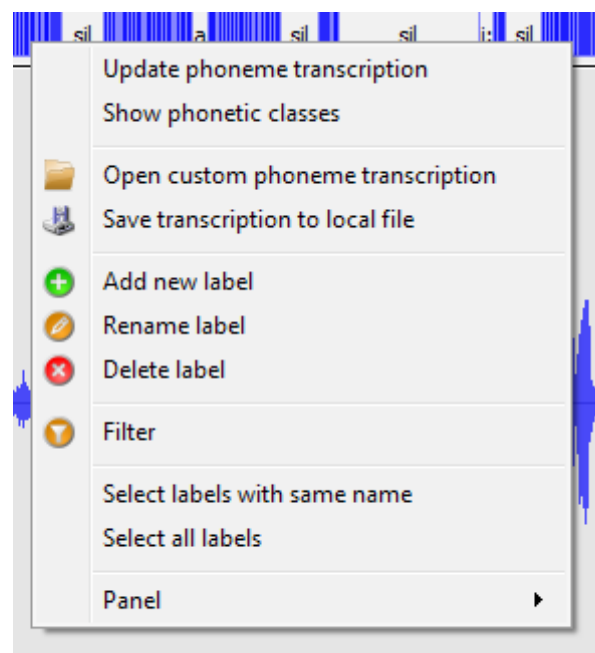 sil a sil sil i: sil
Update phoneme transcription
Show phonetic classes
Open custom phoneme transcription
Save transcription to local file
Add new label
Rename label
Delete label
Filter
Select labels with same name
Select all labels
Panel